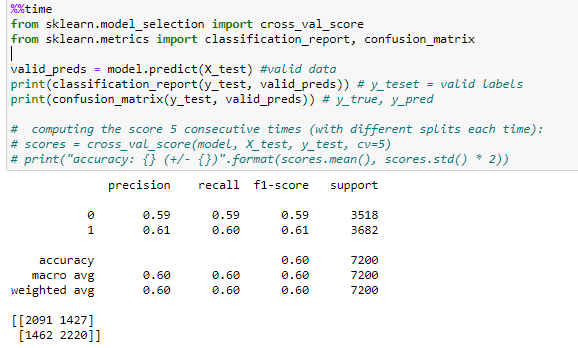 %%time
from sklearn.model_selection import cross_val_score
from sklearn.metrics import classification_report, confusion_matrix

valid_preds = model.predict(X_test) #valid data
print(classification_report(y_test, valid_preds)) # y_teset = valid labels
print(confusion_matrix(y_test, valid_preds)) # y_true, y_pred

#  computing the score 5 consecutive times (with different splits each time):
# scores = cross_val_score(model, X_test, y_test, cv=5)
# print("accuracy: {} (+/- {})".format(scores.mean(), scores.std() * 2))
              precision    recall  f1-score   support

           0       0.59      0.59      0.59      3518
           1       0.61      0.60      0.61      3682

    accuracy                           0.60      7200
   macro avg       0.60      0.60      0.60      7200
weighted avg       0.60      0.60      0.60      7200

[[2091 1427]
 [1462 2220]]